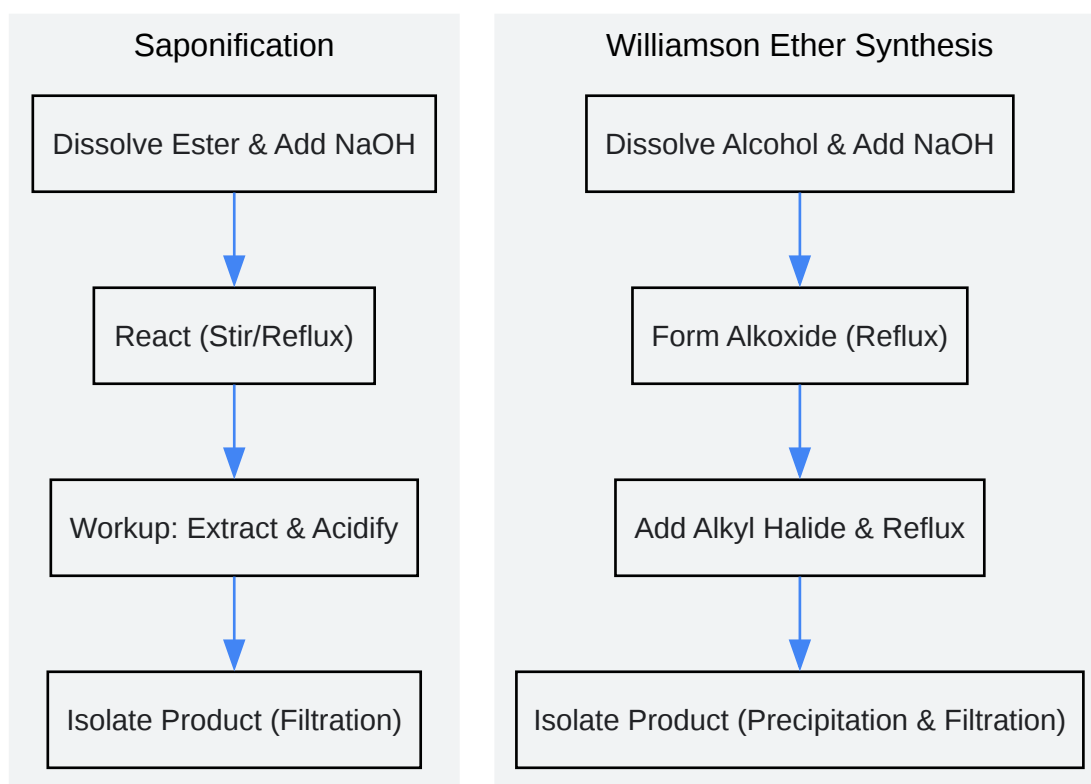 Saponification
Dissolve Ester & Add NaOH
React (Stir/Reflux)
Workup: Extract & Acidify
Isolate Product (Filtration)
Williamson Ether Synthesis
Dissolve Alcohol & Add NaOH
Form Alkoxide (Reflux)
Add Alkyl Halide & Reflux
Isolate Product (Precipitation & Filtration)